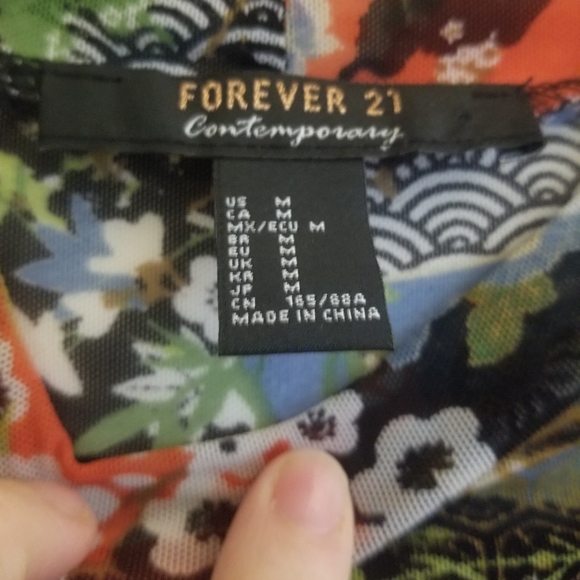 FOREVER 21
Contemporary
US M
CA M
MX/ECU M
BR M
EU M
UK M
KR M
JP M
CN 165/88A
MADE IN CHINA